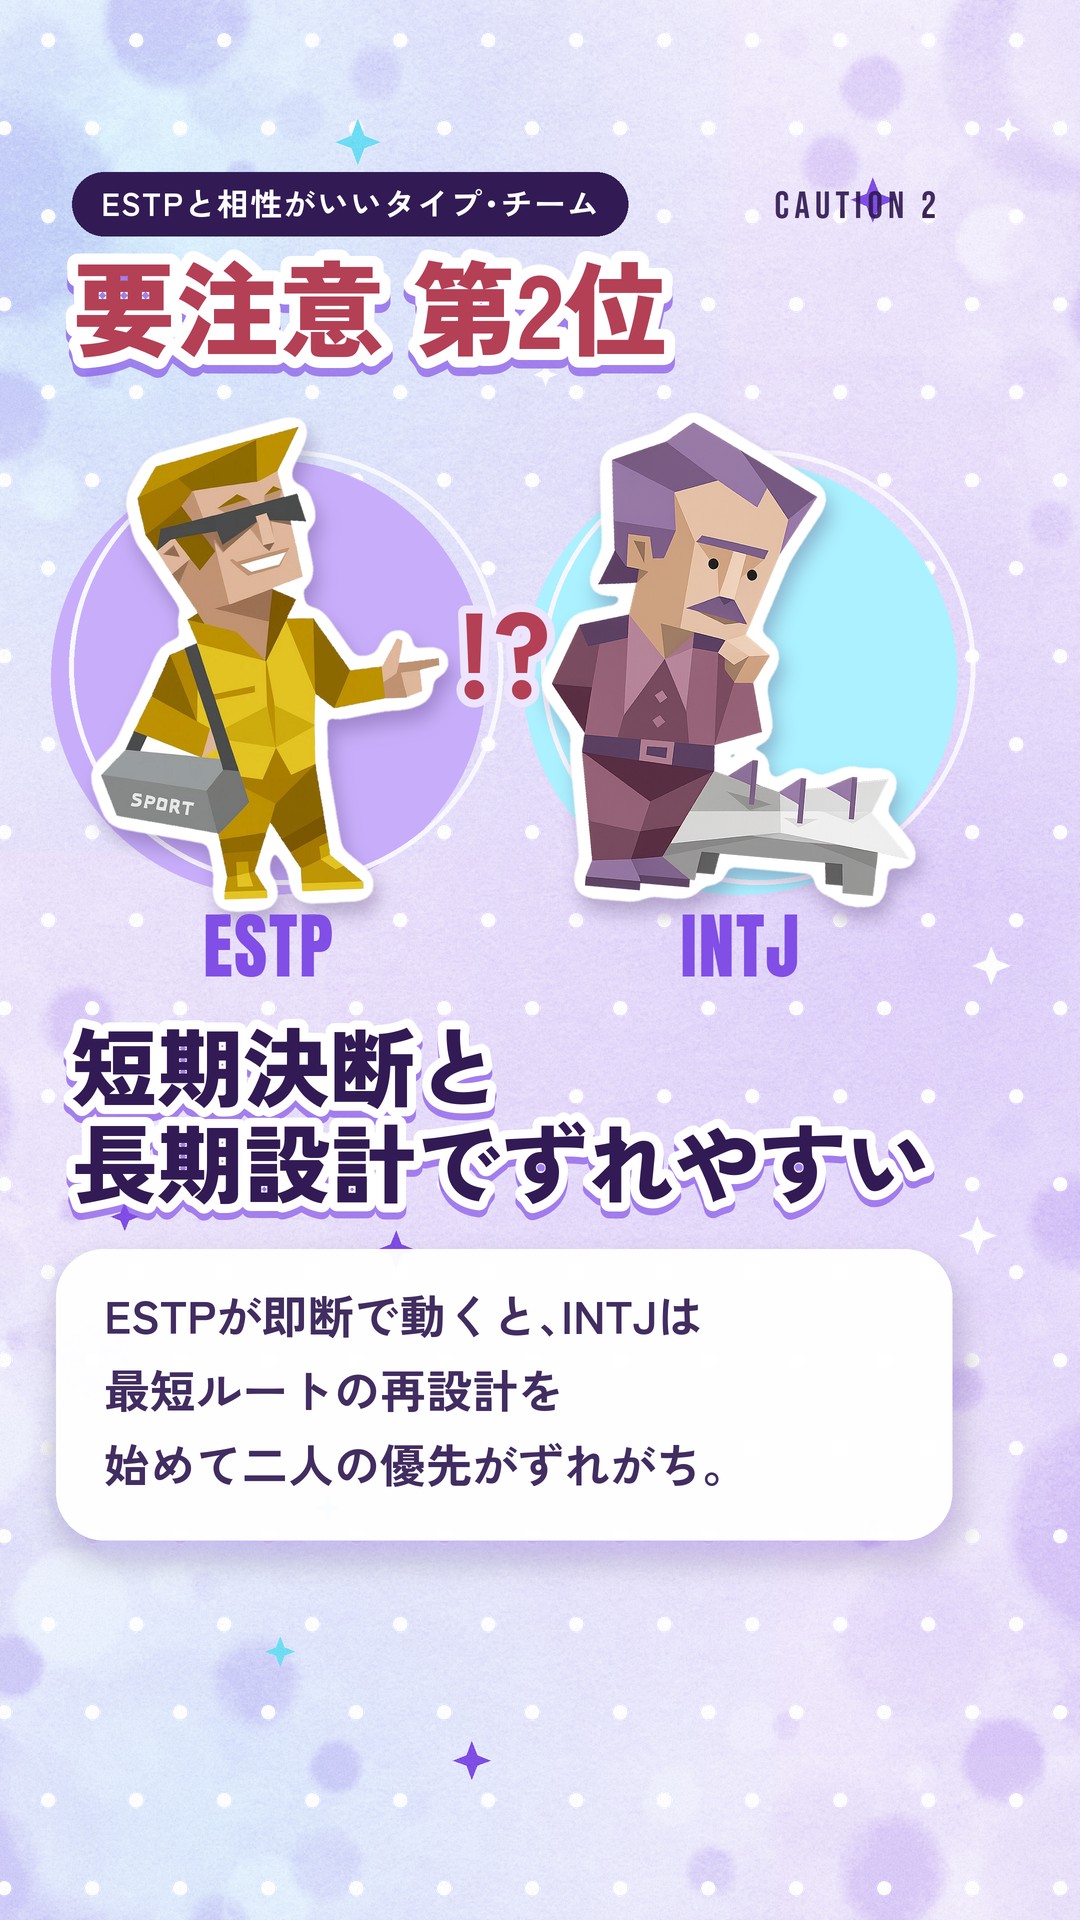 ESTPと相性がいいタイプ・チーム
CAUTION 2
要注意 第2位
!?
SPORT
ESTP
INTJ
短期決断と
長期設計でずれやすい
ESTPが即断で動くと、INTJは
最短ルートの再設計を
始めて二人の優先がずれがち。